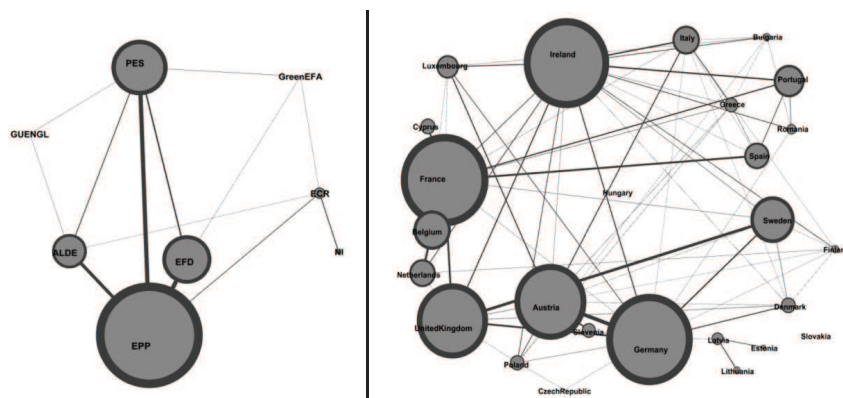 PES
GreenEFA
GUENGL
ECR
ALDE
EFD
NI
EPP
Ireland
Italy
Bulgaria
Luxembourg
Portugal
Greece
Cyprus
Romania
Spain
France
Hungary
Belgium
Sweden
Finlan
Netherlands
Austria
Denmark
UnitedKingdom
Slovenia
Germany
Latvia
Slovakia
Estonia
Poland
Lithuania
CzechRepublic